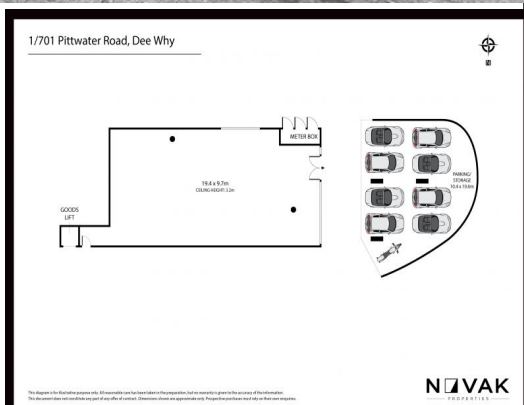 1/701 Pittwater Road, Dee Why
N
METER BOX
19.4 x 9.7m
CEILING HEIGHT: 3.2m
PARKING/
STORAGE
10.4 x 10.6m
GOODS
LIFT
This diagram is for illustrative purpose only. All reasonable care has been taken in the preparation, but no warranty is given to the accuracy of the information.
This document does not constitute any part of any offer of contract. Dimensions shown are approximate only. Prospective purchasers must rely on their own enquiries.
NOVAK
PROPERTIES